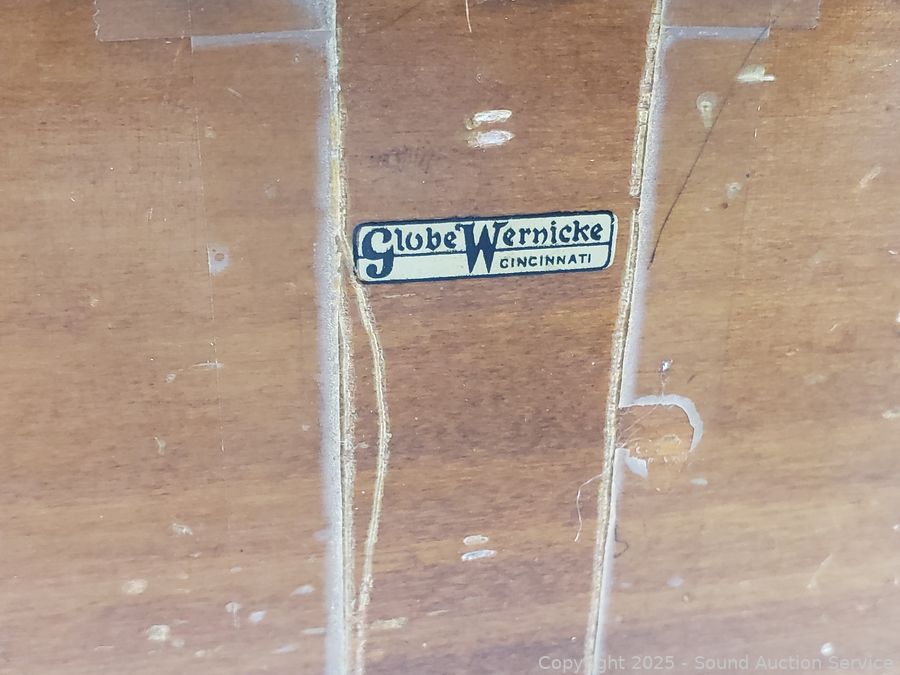 Globe Wernicke
CINCINNATI
Copyright 2025 - Sound Auction Service